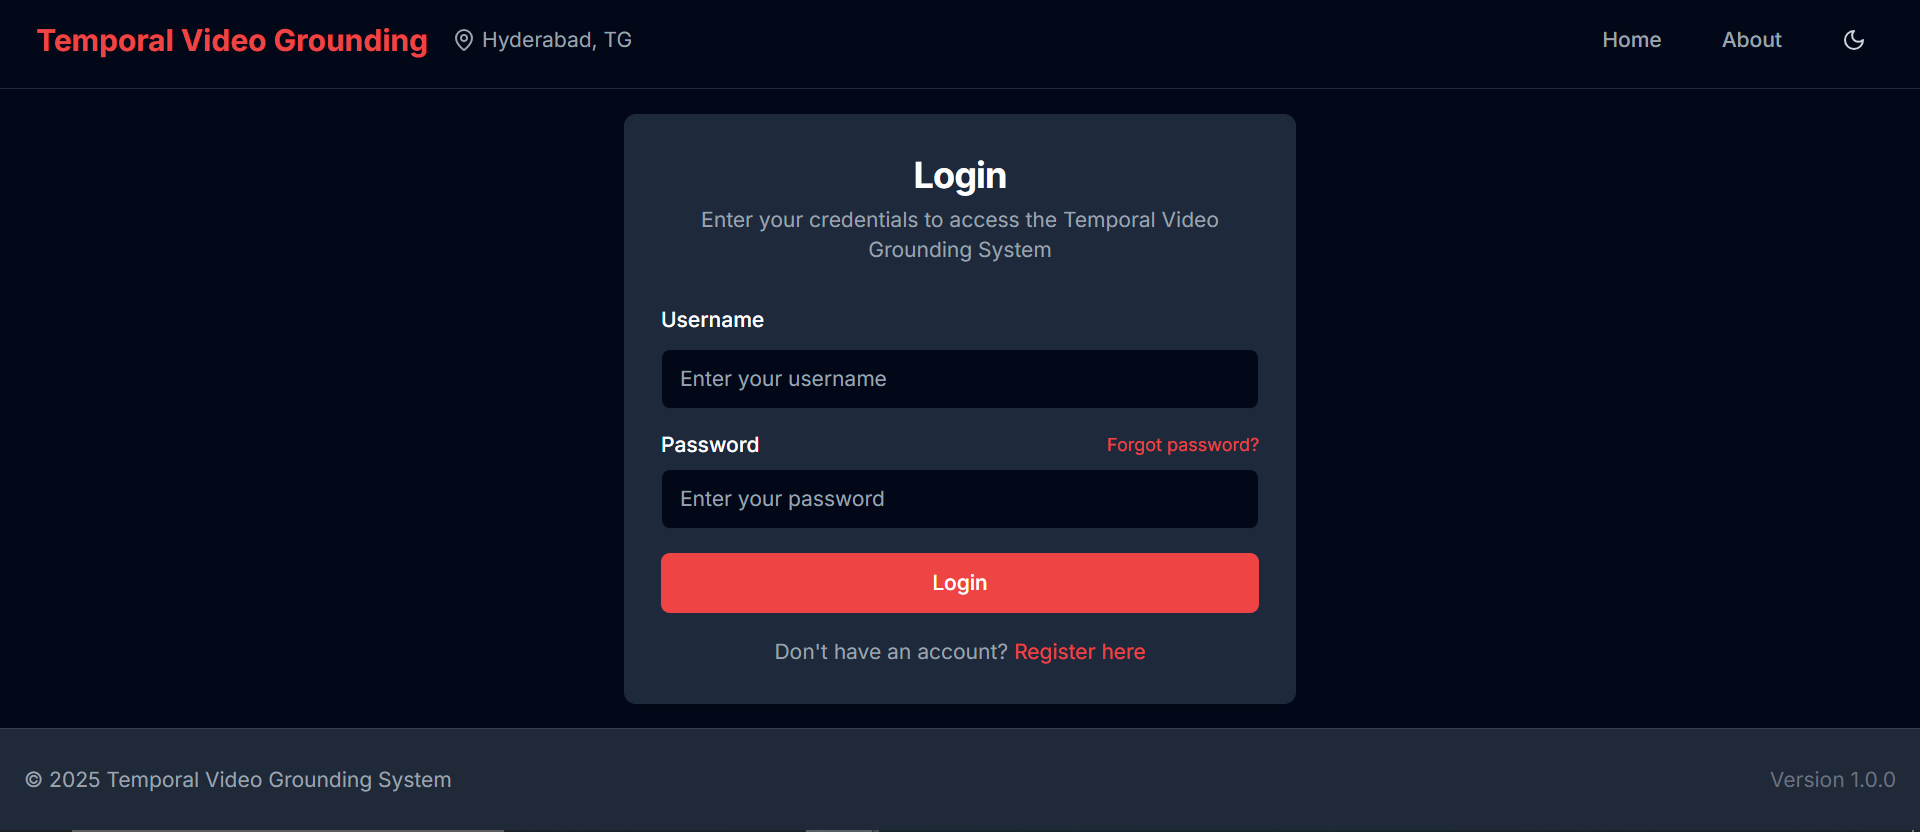 Temporal Video Grounding
Hyderabad, TG
Home
About
Login
Enter your credentials to access the Temporal Video
Grounding System
Username
Enter your username
Password
Forgot password?
Enter your password
Login
Don't have an account? Register here
© 2025 Temporal Video Grounding System
Version 1.0.0